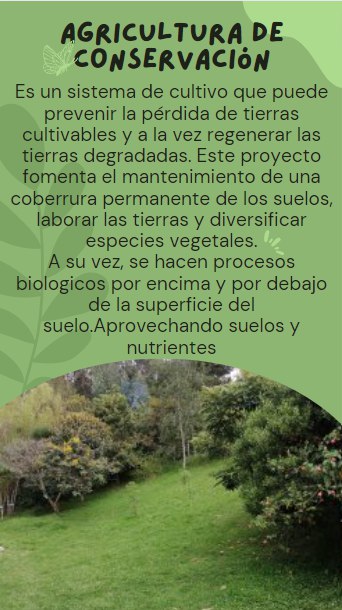 AGRICULTURA DE
CONSERVACIÓN
Es un sistema de cultivo que puede
prevenir la pérdida de tierras
cultivables y a la vez regenerar las
tierras degradadas. Este proyecto
fomenta el mantenimiento de una
coberrura permanente de los suelos,
laborar las tierras y diversificar
especies vegetales.
A su vez, se hacen procesos
biologicos por encima y por debajo
de la superficie del
suelo.Aprovechando suelos y
nutrientes